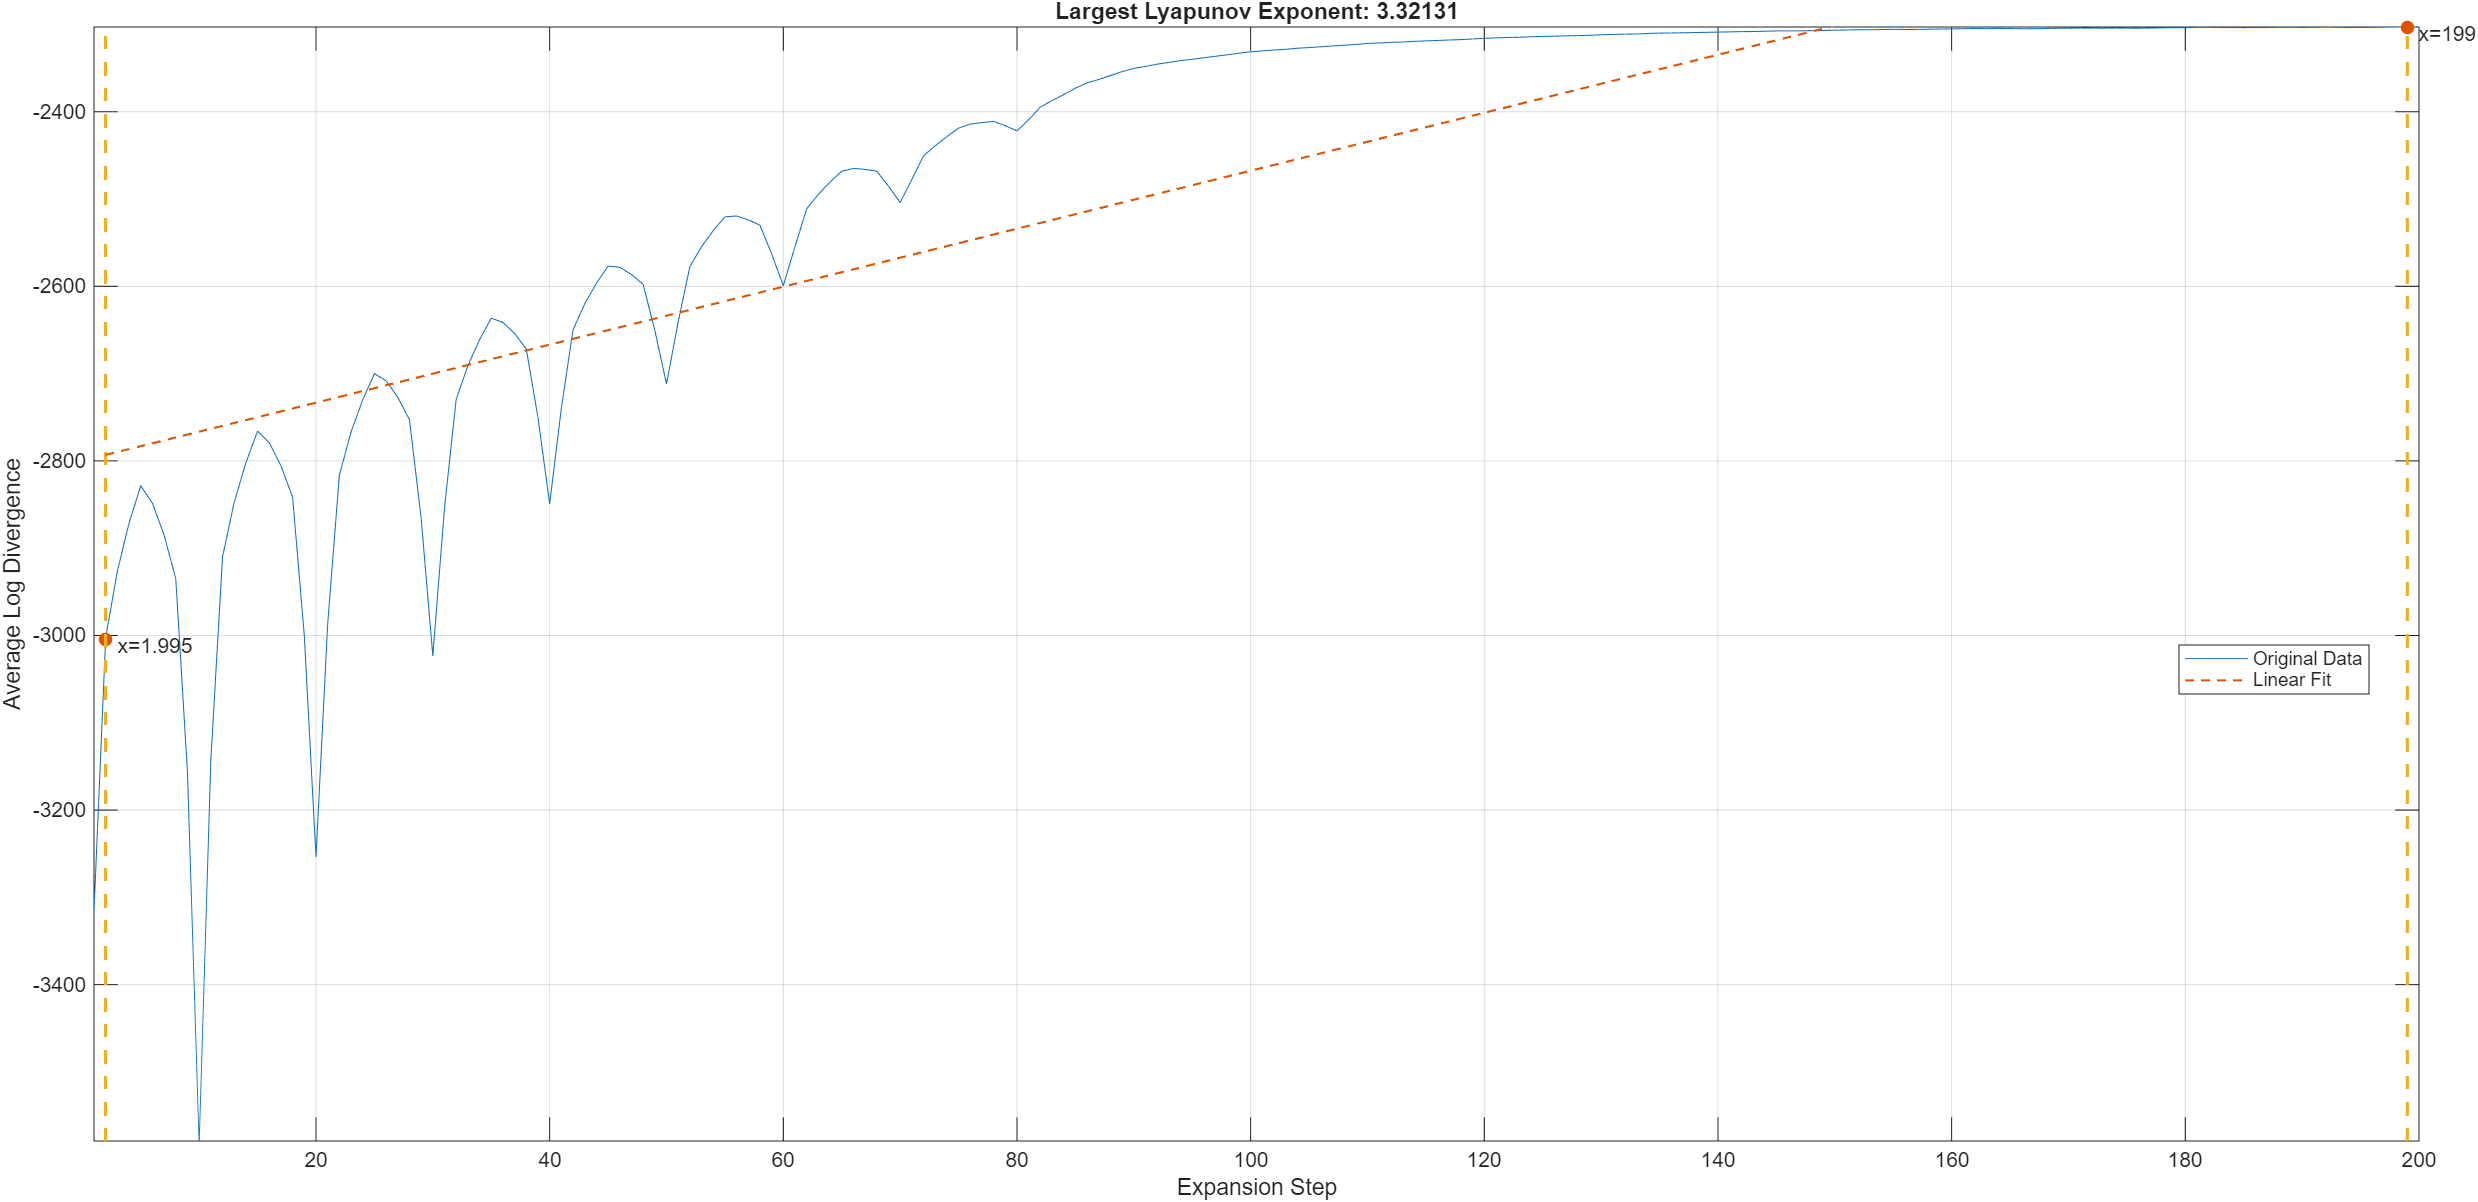 Largest Lyapunov Exponent: 3.32131
Average Log Divergence
-2400
-2600
-2800
-3000
-3200
-3400
x=1.995
x=199
Original Data
Linear Fit
20 40 60 80 100 120 140 160 180 200
Expansion Step